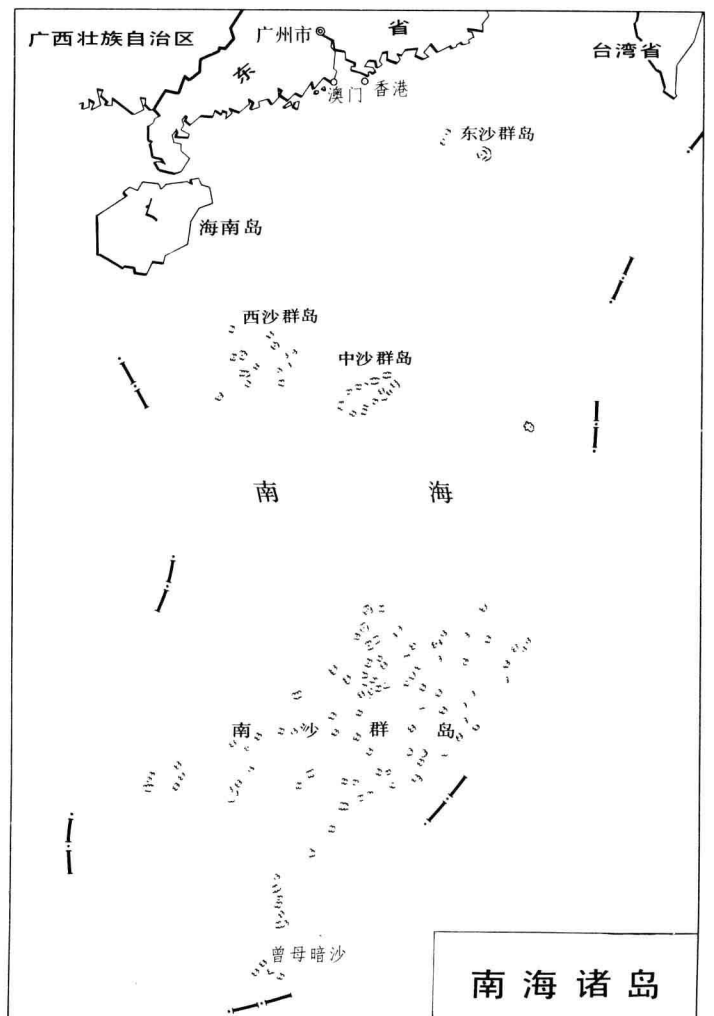 广西壮族自治区
广州市
省
台湾省
东
澳门
香港
东沙群岛
海南岛
西沙群岛
中沙群岛
南 海
南 沙 群 岛
曾母暗沙
南海诸岛